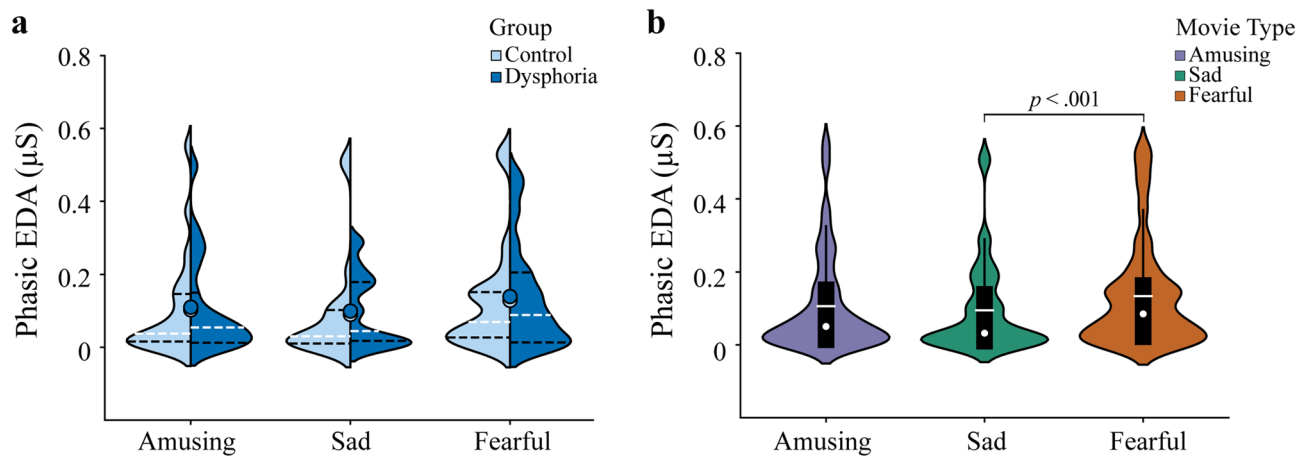 a
Group
Control
Dysphoria
Phasic EDA (µS)
0.8
0.6
0.4
0.2
0
Amusing Sad Fearful
b
Movie Type
Amusing
Sad
Fearful
p < .001
Phasic EDA (µS)
0.8
0.6
0.4
0.2
0
Amusing Sad Fearful